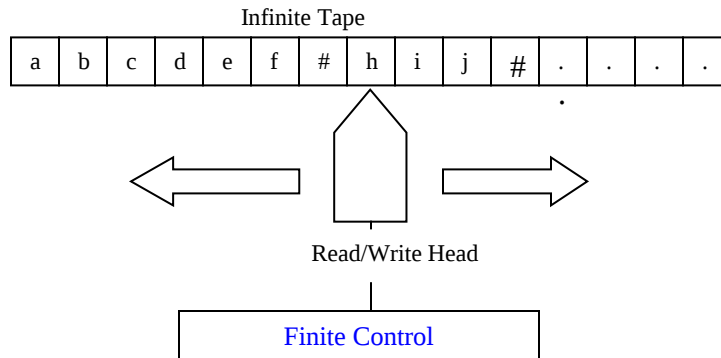 Infinite Tape
a b c d e f # h i j # . . . .
.
Read/Write Head
Finite Control